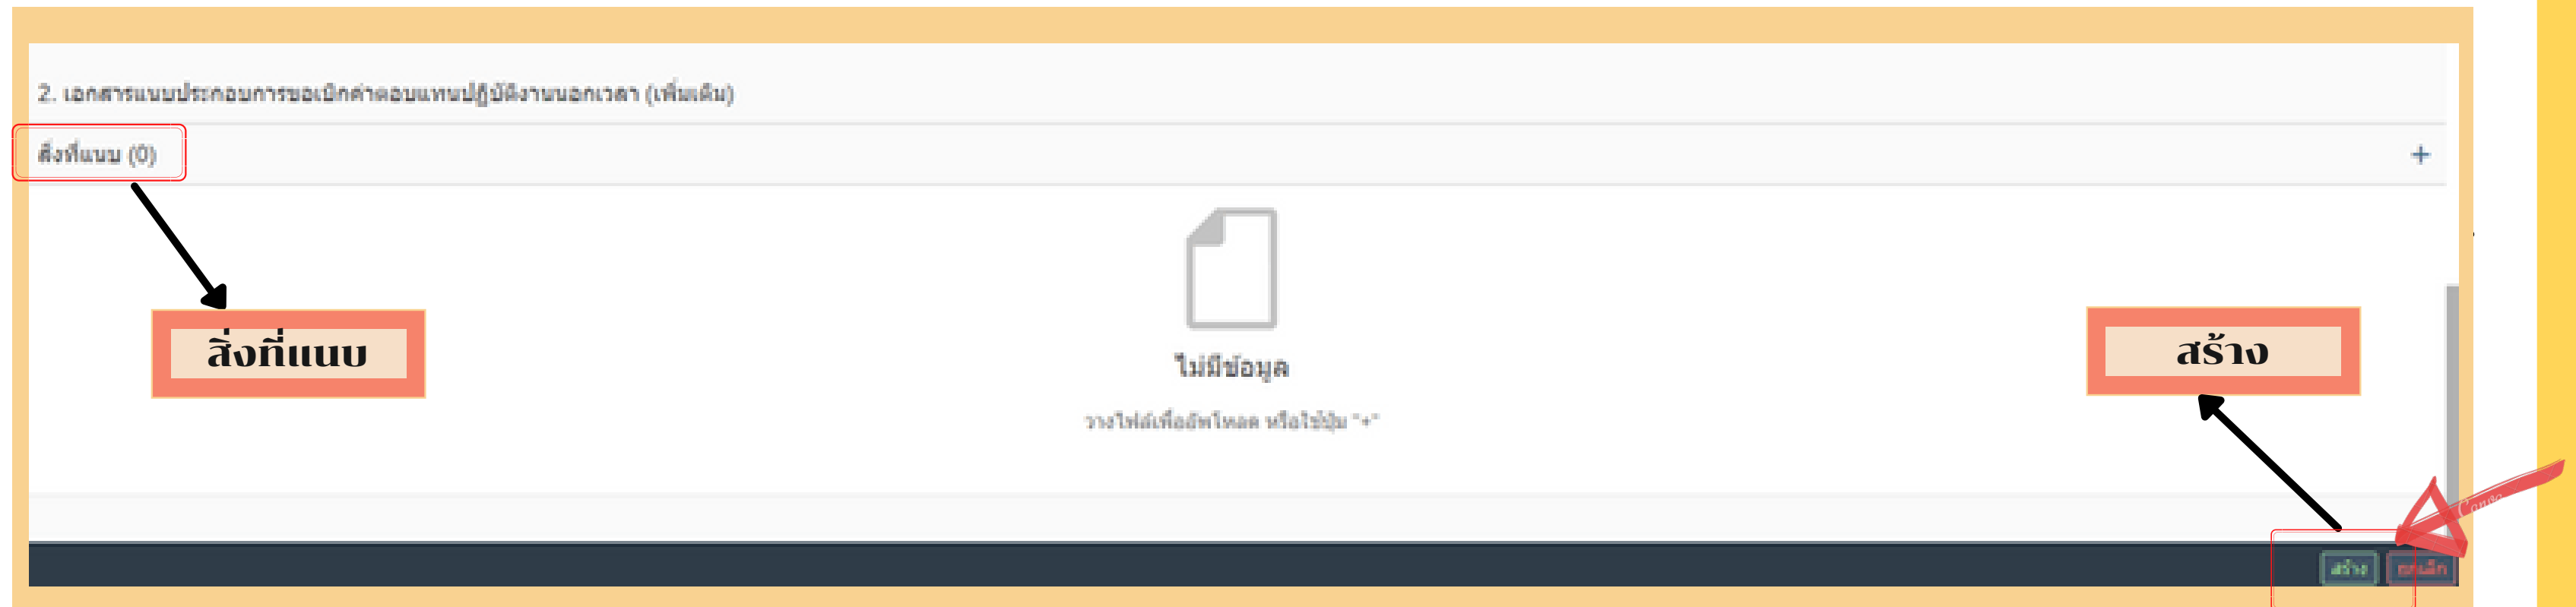 2. เอกสารแนบประกอบการขอเบิกค่าตอบแทนปฏิบัติงานนอกเวลา (เพิ่มเติม)
สิ่งที่แนบ (0)
+
สิ่งที่แนบ
สร้าง
ไม่มีข้อมูล
วางไฟล์เพื่ออัพโหลด หรือใช้ปุ่ม "+"
Canva
สร้าง ยกเลิก